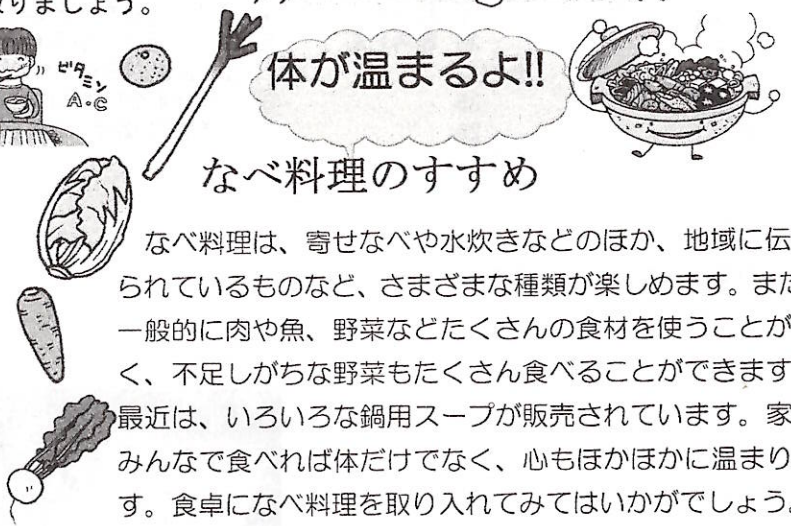 りましょう。
ビタミン
A・C
体が温まるよ!!
なべ料理のすすめ
なべ料理は、寄せなべや水炊きなどのほか、地域に伝
られているものなど、さまざまな種類が楽しめます。また
一般的に肉や魚、野菜などたくさんの食材を使うことが
く、不足しがちな野菜もたくさん食べることができます
最近は、いろいろな鍋用スープが販売されています。家
みんなで食べれば体だけでなく、心もほかほかに温まり
す。食卓になべ料理を取り入れてみてはいかがでしょう。